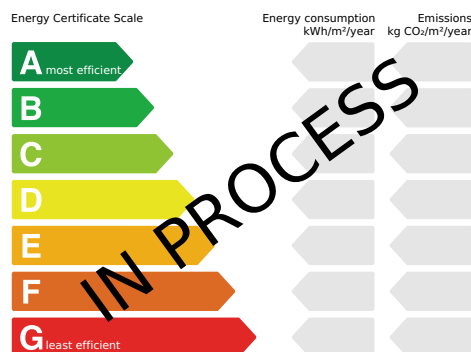 Energy Certificate Scale
Energy consumption
kWh/m²/year
Emissions
kg CO₂/m²/year
A most efficient
B
C
D
E
F
G least efficient
IN PROCESS